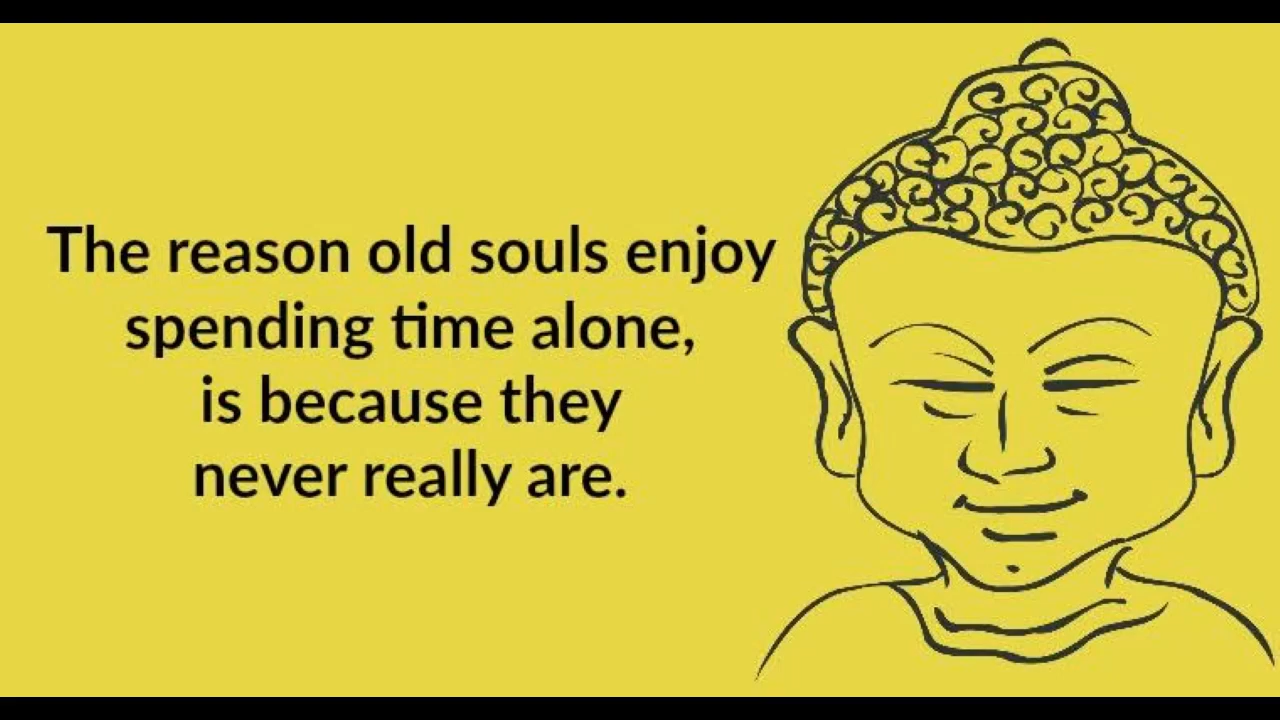 The reason old souls enjoy
spending time alone,
is because they
never really are.